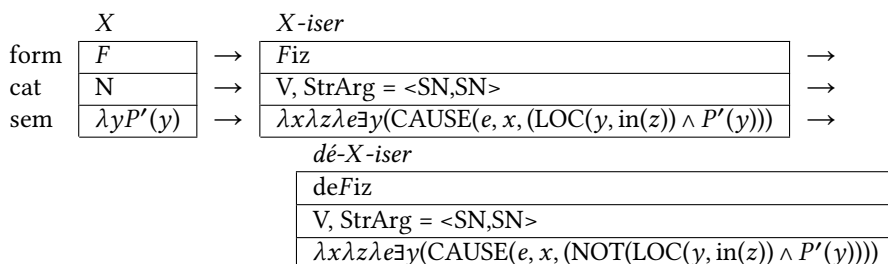 X X-iser
form F → Fiz →
cat N → V, StrArg = <SN,SN> →
sem λyP′(y) → λxλzλe∃y(CAUSE(e, x, (LOC(y, in(z)) ∧ P′(y))) →
dé-X-iser
deFiz
V, StrArg = <SN,SN>
λxλzλe∃y(CAUSE(e, x, (NOT(LOC(y, in(z)) ∧ P′(y))))